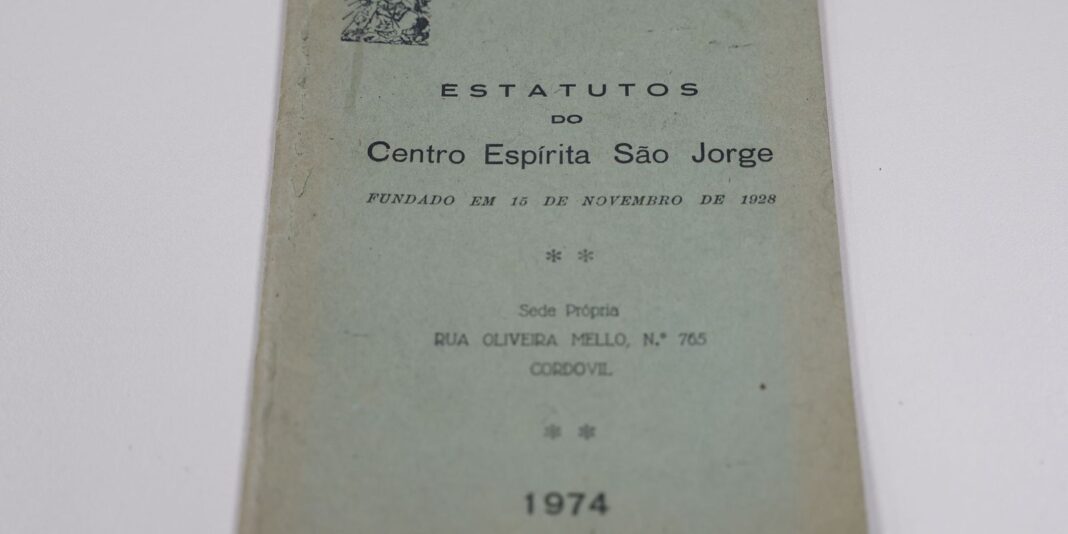 ESTATUTOS
DO
Centro Espírita São Jorge
FUNDADO EM 15 DE NOVEMBRO DE 1928
* *
Sede Própria
RUA OLIVEIRA MELLO, N.° 765
CORDOVIL
* *
1974